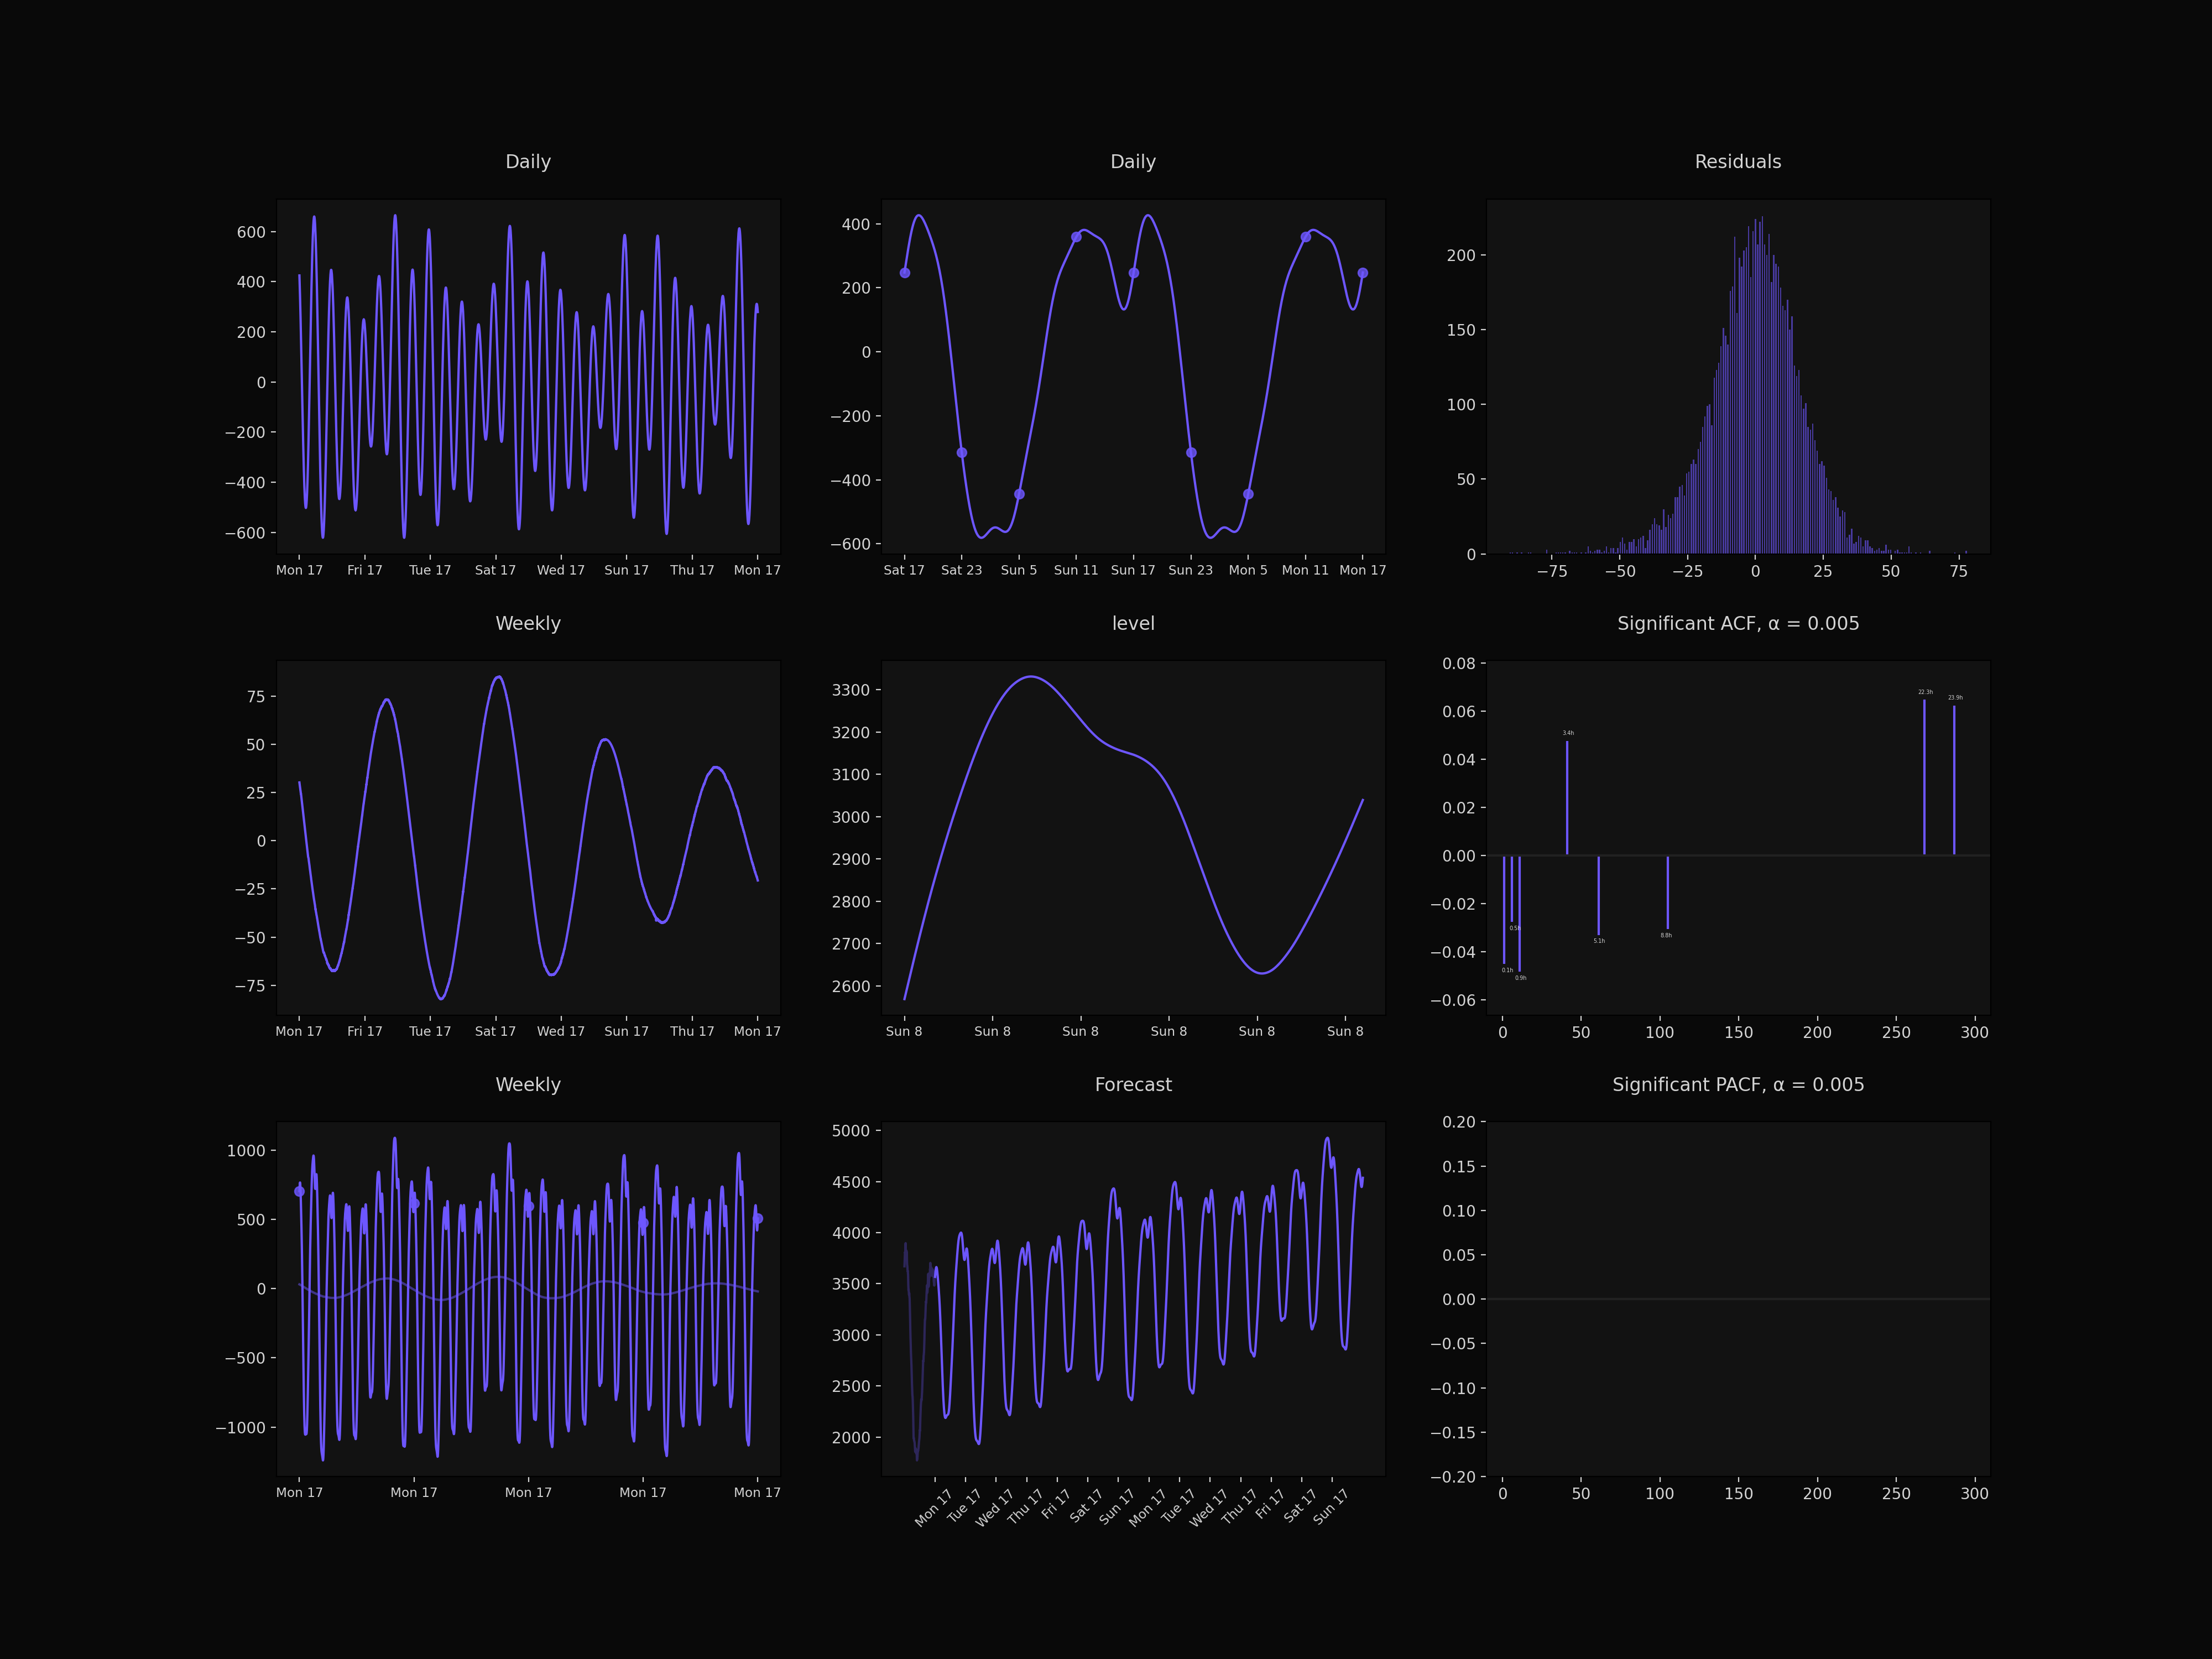 Daily
600
400
200
0
−200
−400
−600
Mon 17 Fri 17 Tue 17 Sat 17 Wed 17 Sun 17 Thu 17 Mon 17
Daily
400
200
0
−200
−400
−600
Sat 17 Sat 23 Sun 5 Sun 11 Sun 17 Sun 23 Mon 5 Mon 11 Mon 17
Residuals
200
150
100
50
0
−75 −50 −25 0 25 50 75
Weekly
75
50
25
0
−25
−50
−75
Mon 17 Fri 17 Tue 17 Sat 17 Wed 17 Sun 17 Thu 17 Mon 17
level
3300
3200
3100
3000
2900
2800
2700
2600
Sun 8 Sun 8 Sun 8 Sun 8 Sun 8 Sun 8
Significant ACF, α = 0.005
0.08
0.06
0.04
0.02
0.00
−0.02
−0.04
−0.06
22.3h 23.9h
3.4h
0.5h
5.1h 8.8h
0.1h
0.9h
0 50 100 150 200 250 300
Weekly
1000
500
0
−500
−1000
Mon 17 Mon 17 Mon 17 Mon 17 Mon 17
Forecast
5000
4500
4000
3500
3000
2500
2000
Mon 17 Tue 17 Wed 17 Thu 17 Fri 17 Sat 17 Sun 17 Mon 17 Tue 17 Wed 17 Thu 17 Fri 17 Sat 17 Sun 17
Significant PACF, α = 0.005
0.20
0.15
0.10
0.05
0.00
−0.05
−0.10
−0.15
−0.20
0 50 100 150 200 250 300